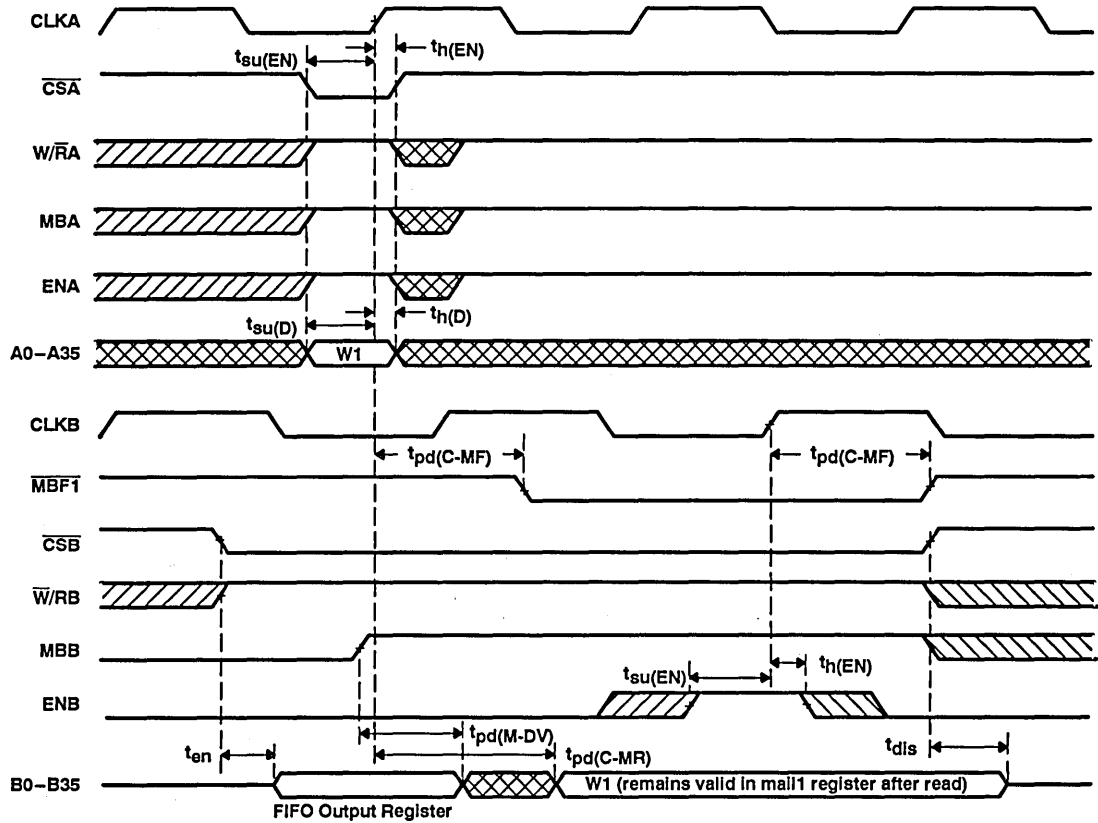 CLKA
tsu(EN)
th(EN)
CSA
W/RA
MBA
ENA
tsu(D)
th(D)
A0–A35
W1
CLKB
tpd(C-MF)
tpd(C-MF)
MBF1
CSB
W/RB
MBB
tsu(EN)
th(EN)
ENB
ten
tpd(M-DV)
tpd(C-MR)
tdis
B0–B35
W1 (remains valid in mail1 register after read)
FIFO Output Register